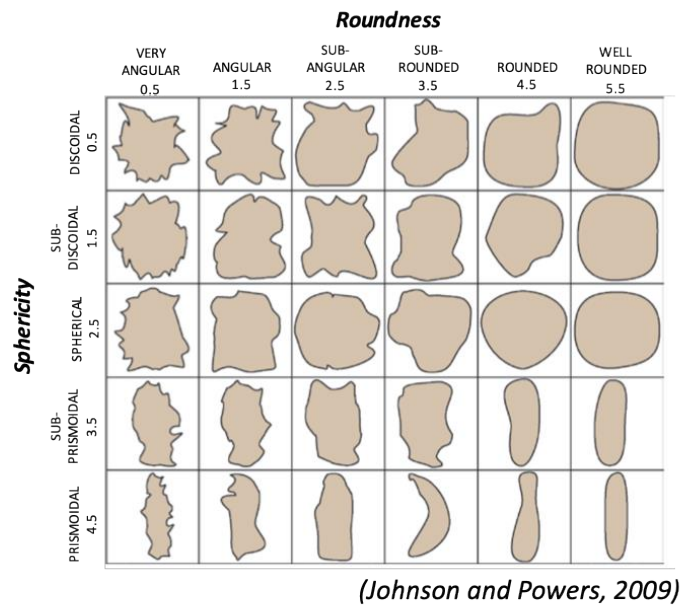 Roundness
VERY
ANGULAR
0.5
ANGULAR
1.5
SUB-
ANGULAR
2.5
SUB-
ROUNDED
3.5
ROUNDED
4.5
WELL
ROUNDED
5.5
Sphericity
DISCOIDAL
0.5
SUB-
DISCOIDAL
1.5
SPHERICAL
2.5
SUB-
PRISMOIDAL
3.5
PRISMOIDAL
4.5
(Johnson and Powers, 2009)